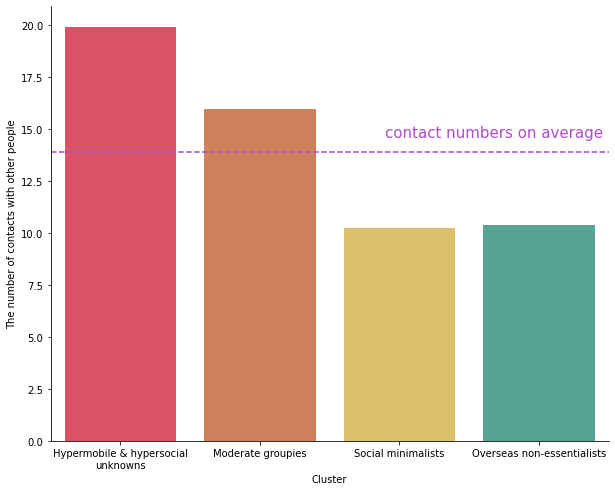 20.0
17.5
15.0
12.5
10.0
7.5
5.0
2.5
0.0
The number of contacts with other people
contact numbers on average
Hypermobile & hypersocial
unknowns
Moderate groupies
Social minimalists
Overseas non-essentialists
Cluster